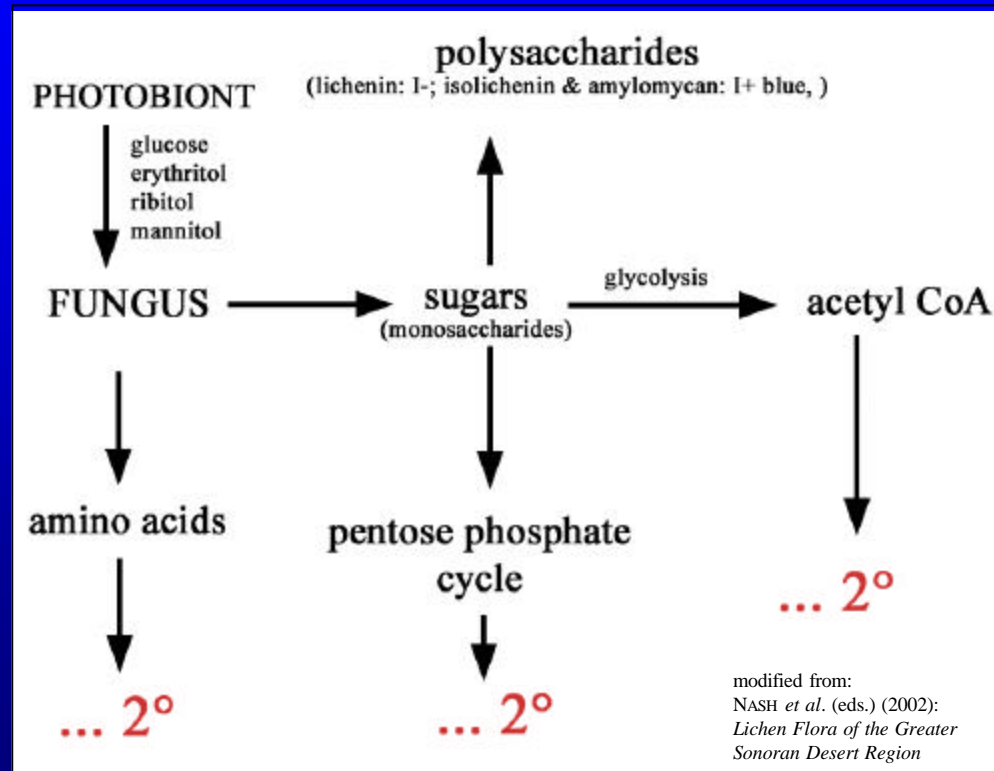 polysaccharides
(lichenin: I-; isolichenin & amylomycan: I+ blue, )
PHOTOBIONT
glucose
erythritol
ribitol
mannitol
FUNGUS
sugars
(monosaccharides)
glycolysis
acetyl CoA
amino acids
pentose phosphate
cycle
... 2°
... 2°
... 2°
modified from:
NASH et al. (eds.) (2002):
Lichen Flora of the Greater
Sonoran Desert Region